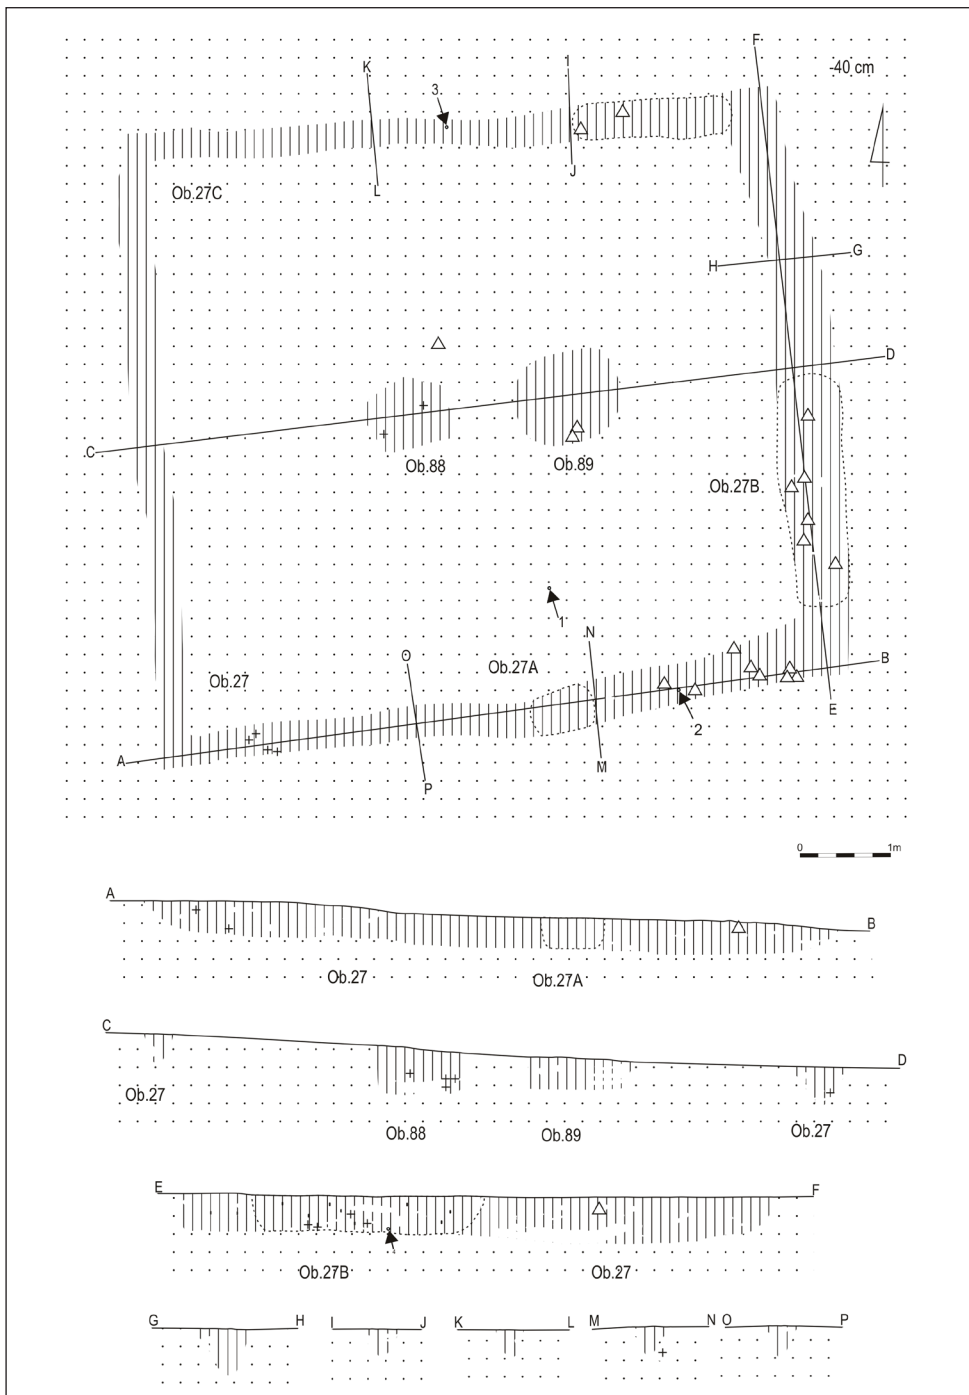 F
-40 cm
K
I
3.
L
J
Ob.27C
H
G
D
C
Ob.88
Ob.89
Ob.27B
1
N
O
Ob.27A
Ob.27
B
A
2
E
M
P
0
1m
A
B
Ob.27
Ob.27A
C
D
Ob.27
Ob.88
Ob.89
Ob.27
E
F
Ob.27B
Ob.27
G H I J K L M N O P